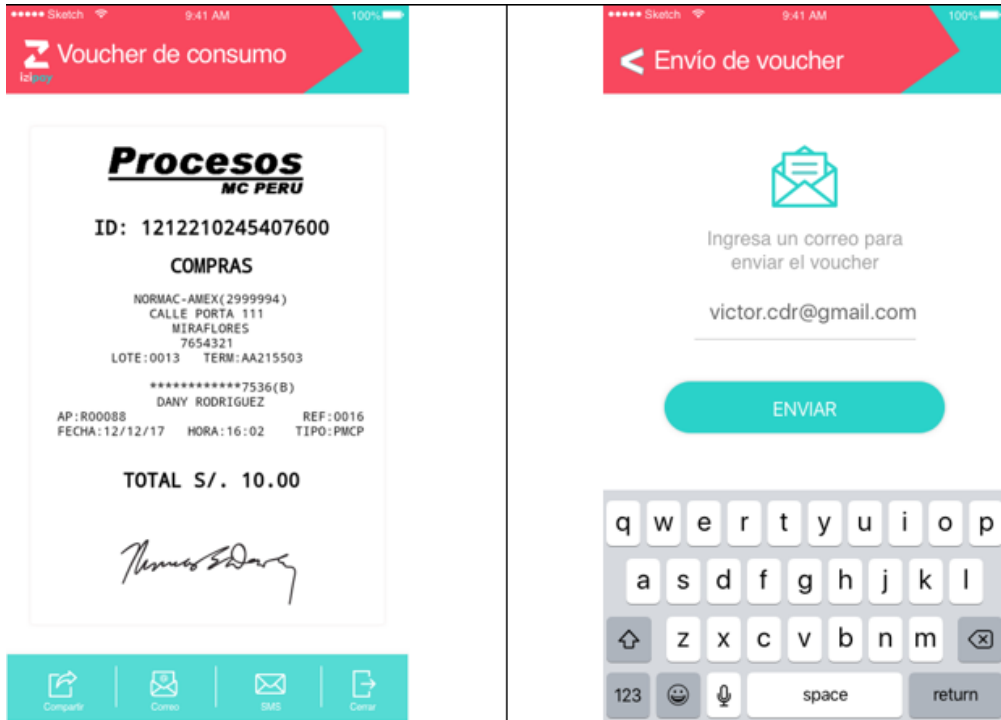 Sketch 9:41 AM 100%
Voucher de consumo
izipay
Procesos
MC PERU
ID: 1212210245407600
COMPRAS
NORMAC-AMEX(2999994)
CALLE PORTA 111
MIRAFLORES
7654321
LOTE:0013 TERM:AA215503
************7536(B)
DANY RODRIGUEZ
AP:R00088 REF:0016
FECHA:12/12/17 HORA:16:02 TIPO:PMCP
TOTAL S/. 10.00
Compartir Correo SMS Cerrar
Sketch 9:41 AM 100%
Envío de voucher
Ingresa un correo para
enviar el voucher
victor.cdr@gmail.com
ENVIAR
q w e r t y u i o p
a s d f g h j k l
z x c v b n m
123 space return